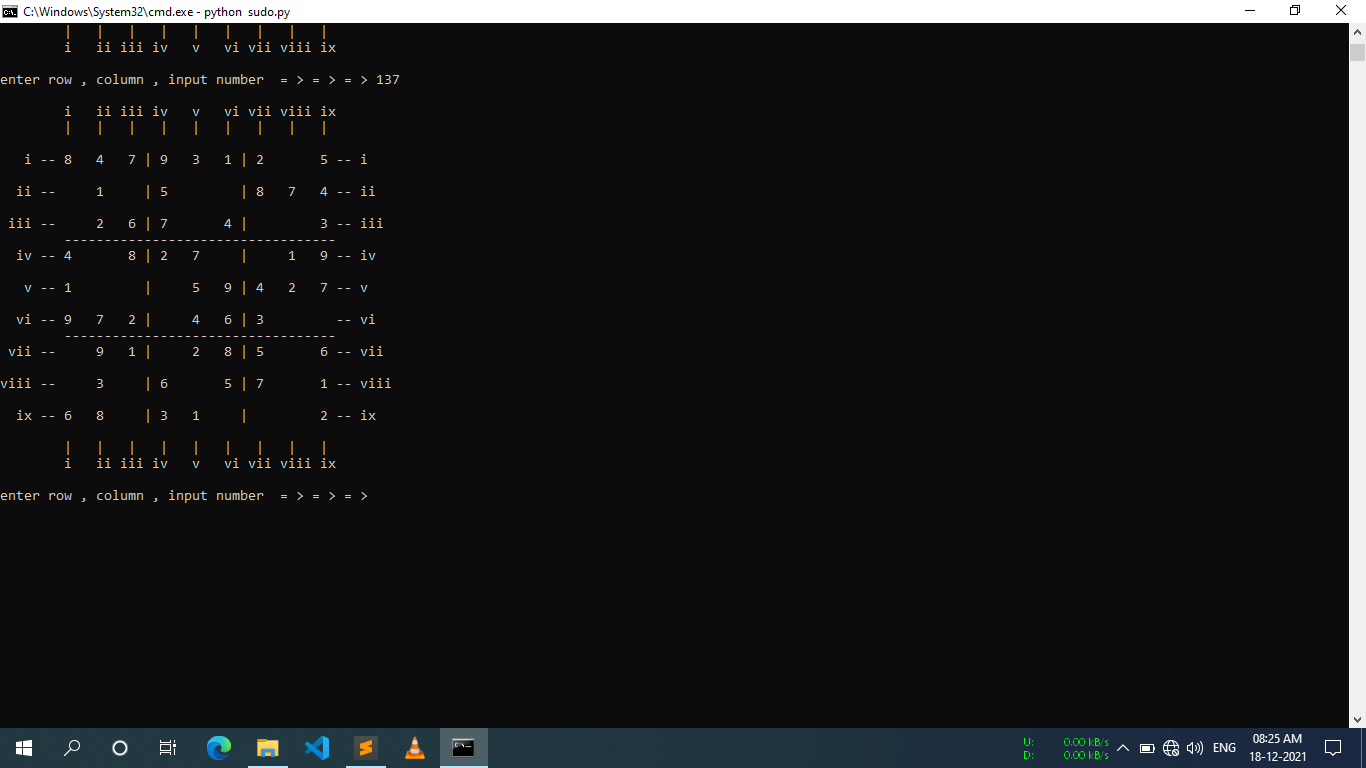 C:\Windows\System32\cmd.exe - python  sudo.py
        |   |   |   |   |   |   |   |   |
        i   ii iii iv   v   vi vii viii ix
enter row , column , input number  = > = > = > 137
        i   ii iii iv   v   vi vii viii ix
        |   |   |   |   |   |   |   |   |
   i -- 8   4   7 | 9   3   1 | 2       5 -- i
  ii --     1     | 5         | 8   7   4 -- ii
 iii --     2   6 | 7       4 |         3 -- iii
        ----------------------------------
  iv -- 4       8 | 2   7     |     1   9 -- iv
   v -- 1         |     5   9 | 4   2   7 -- v
  vi -- 9   7   2 |     4   6 | 3         -- vi
        ----------------------------------
 vii --     9   1 |     2   8 | 5       6 -- vii
viii --     3     | 6       5 | 7       1 -- viii
  ix -- 6   8     | 3   1     |         2 -- ix
        |   |   |   |   |   |   |   |   |
        i   ii iii iv   v   vi vii viii ix
enter row , column , input number  = > = > = >
U: 0.00 kB/s
D: 0.00 kB/s
ENG
08:25 AM
18-12-2021